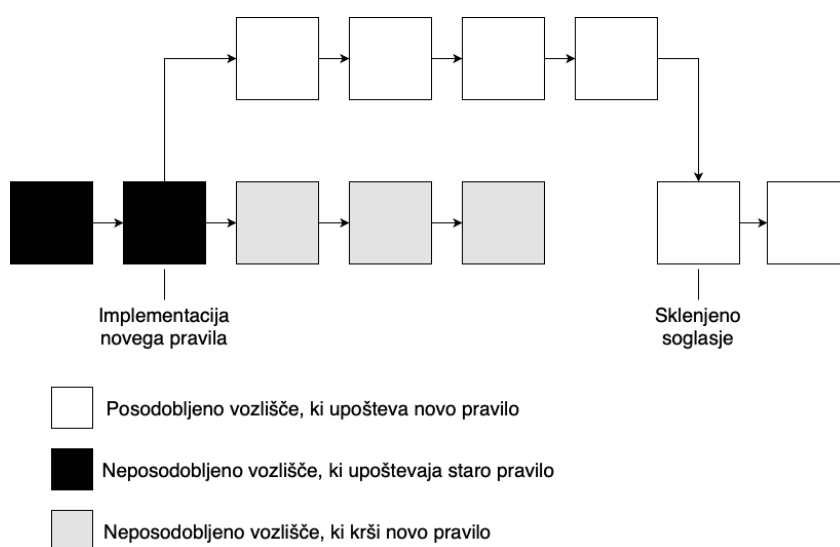 Implementacija
novega pravila
Sklenjeno
soglasje
Posodobljeno vozlišče, ki upošteva novo pravilo
Neposodobljeno vozlišče, ki upoštevaja staro pravilo
Neposodobljeno vozlišče, ki krši novo pravilo